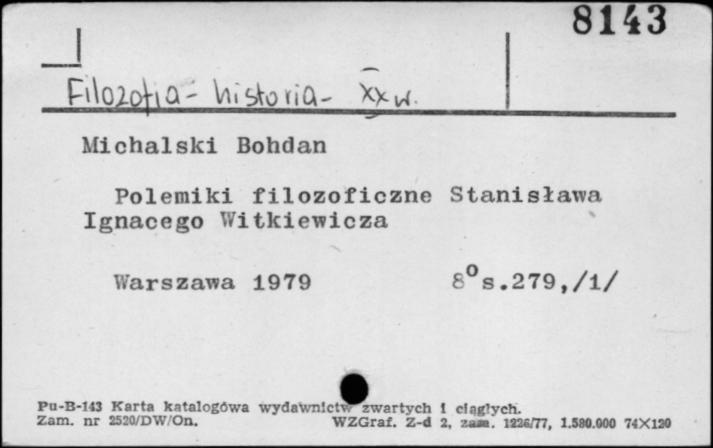 8143
Filozofia - historia - XX w.
Michalski Bohdan
Polemiki filozoficzne Stanisława
Ignacego Witkiewicza
Warszawa 1979 8° s.279,/1/
Pu-B-143 Karta katalogowa wydawnictw zwartych i ciągłych.
Zam. nr 2520/DW/On. WZGraf. Z-d 2, zam. 1226/77, 1.580.000 74X120